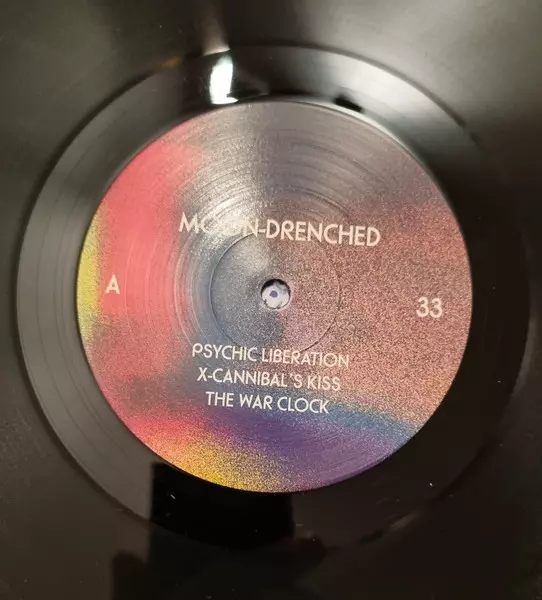 MOON-DRENCHED
A
33
PSYCHIC LIBERATION
X-CANNIBAL'S KISS
THE WAR CLOCK